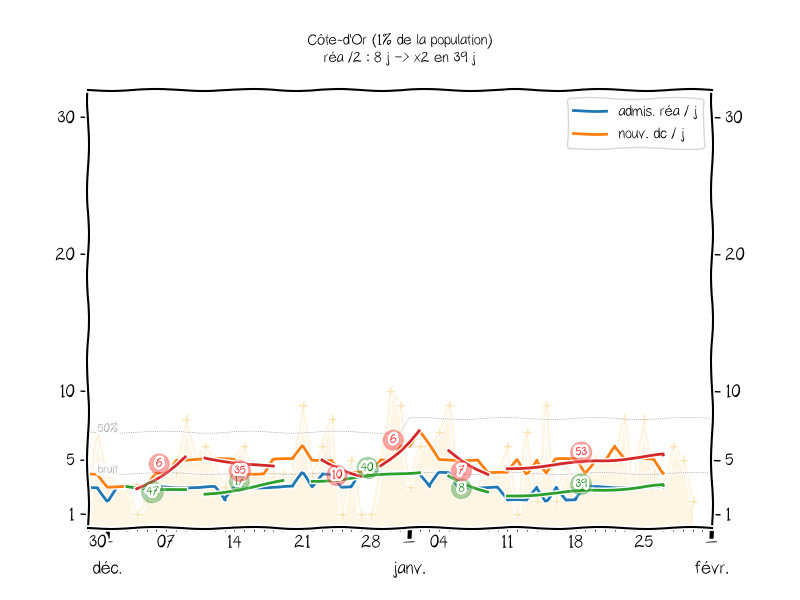 Côte-d'Or (1% de la population)
réa /2 : 8 j -> x2 en 39 j
admis. réa / j
nouv. dc / j
30 30
20 20
10 10
50%
5 5
bruit
1 1
6 47 35 17 10 40 6 7 8 53 39
30 07 14 21 28 04 11 18 25
déc. janv. févr.